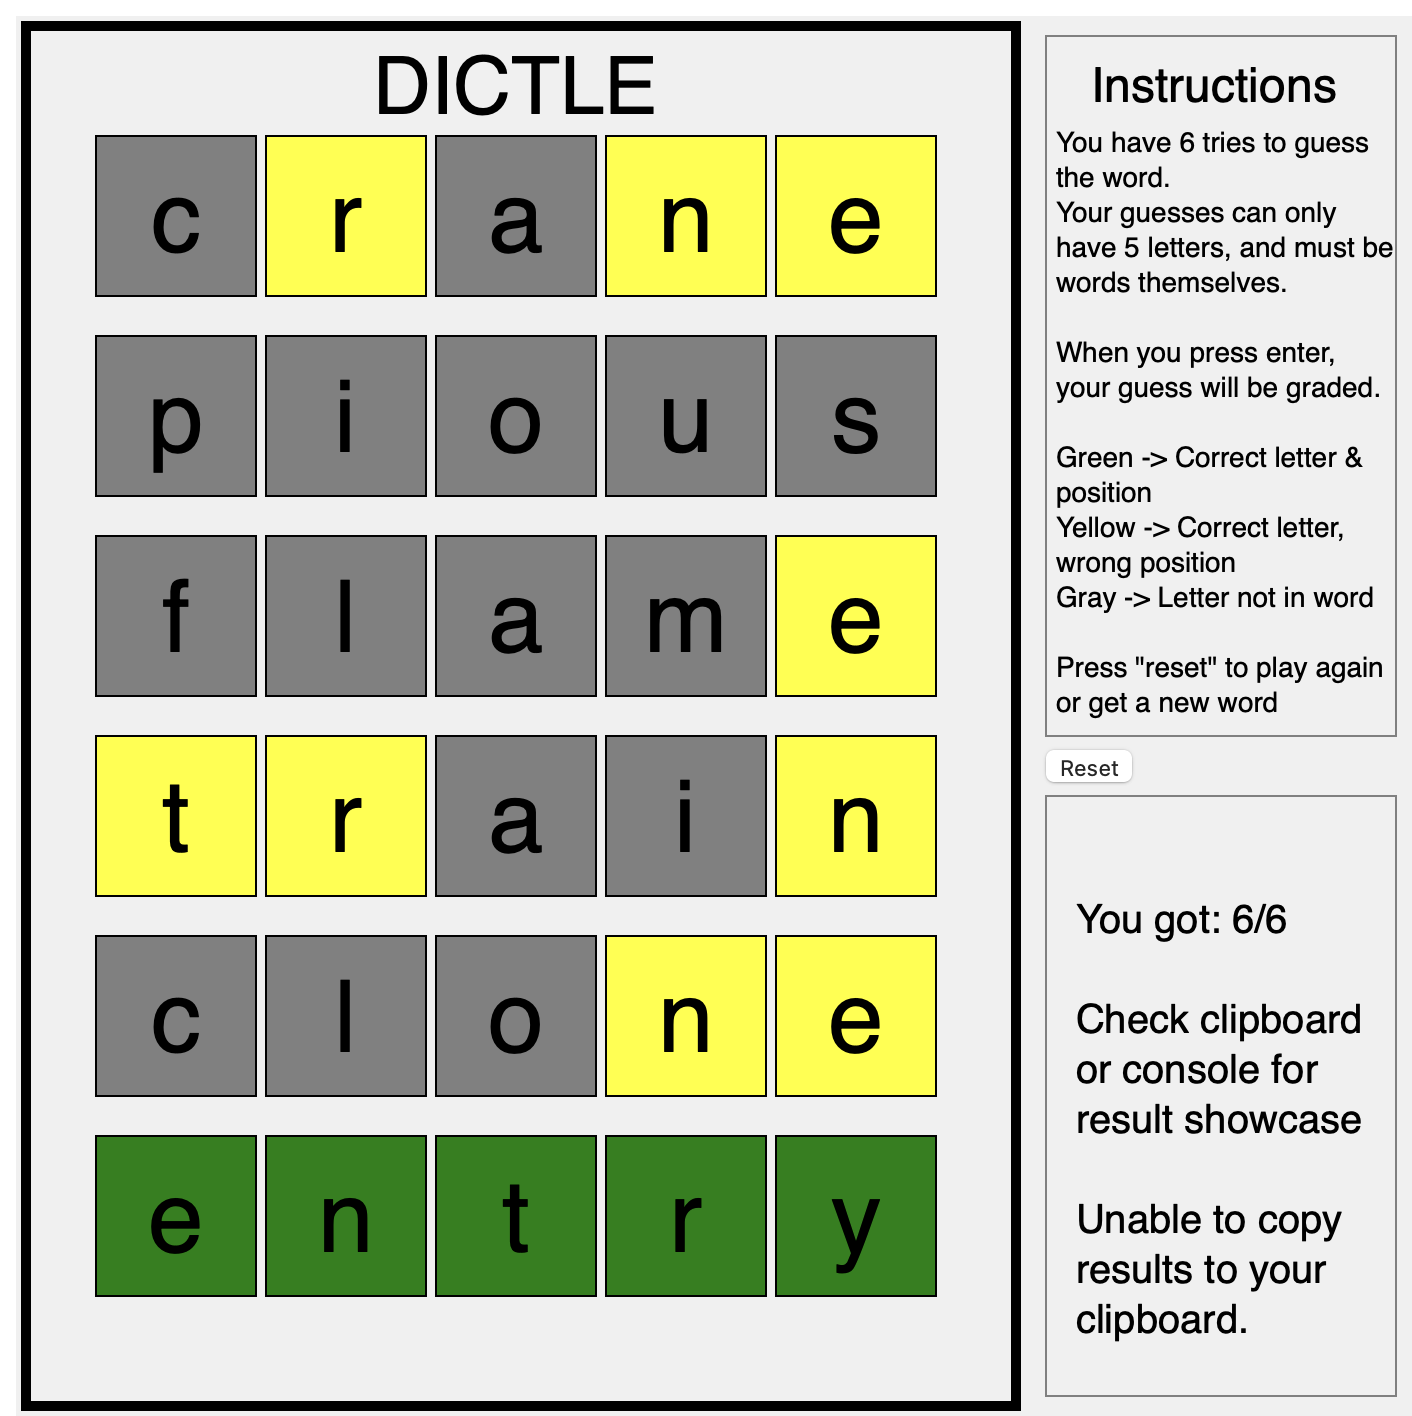 DICTLE
c r a n e
p i o u s
f l a m e
t r a i n
c l o n e
e n t r y
Instructions
You have 6 tries to guess
the word.
Your guesses can only
have 5 letters, and must be
words themselves.
When you press enter,
your guess will be graded.
Green -> Correct letter &
position
Yellow -> Correct letter,
wrong position
Gray -> Letter not in word
Press "reset" to play again
or get a new word
Reset
You got: 6/6
Check clipboard
or console for
result showcase
Unable to copy
results to your
clipboard.